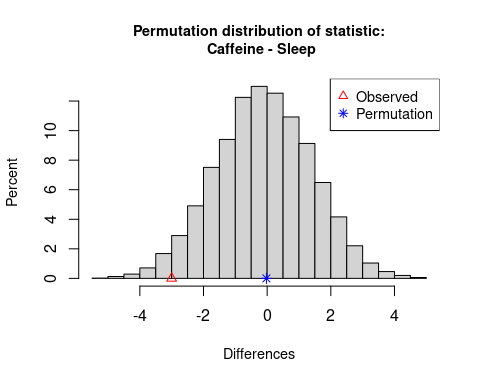 Permutation distribution of statistic:
Caffeine - Sleep
Observed
Permutation
Percent
10
8
6
4
2
0
-4 -2 0 2 4
Differences